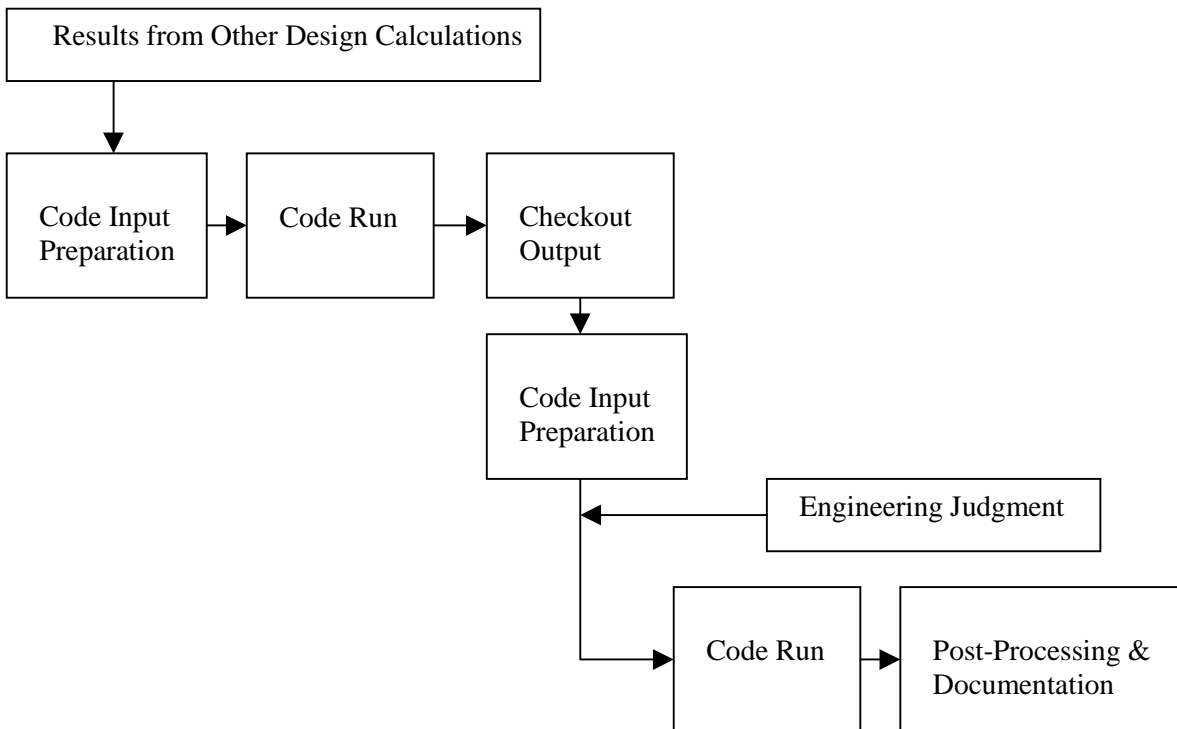 Results from Other Design Calculations
Code Input
Preparation
Code Run
Checkout
Output
Code Input
Preparation
Engineering Judgment
Code Run
Post-Processing &
Documentation